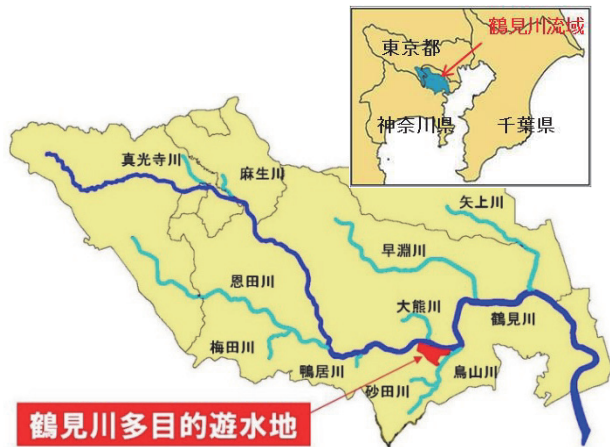 東京都
鶴見川流域
神奈川県
千葉県
真光寺川
麻生川
矢上川
早淵川
恩田川
大熊川
鶴見川
梅田川
鴨居川
砂田川
鳥山川
鶴見川多目的遊水地